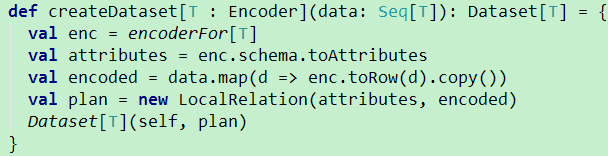 def createDataset[T : Encoder](data: Seq[T]): Dataset[T] = {
  val enc = encoderFor[T]
  val attributes = enc.schema.toAttributes
  val encoded = data.map(d => enc.toRow(d).copy())
  val plan = new LocalRelation(attributes, encoded)
  Dataset[T](self, plan)
}